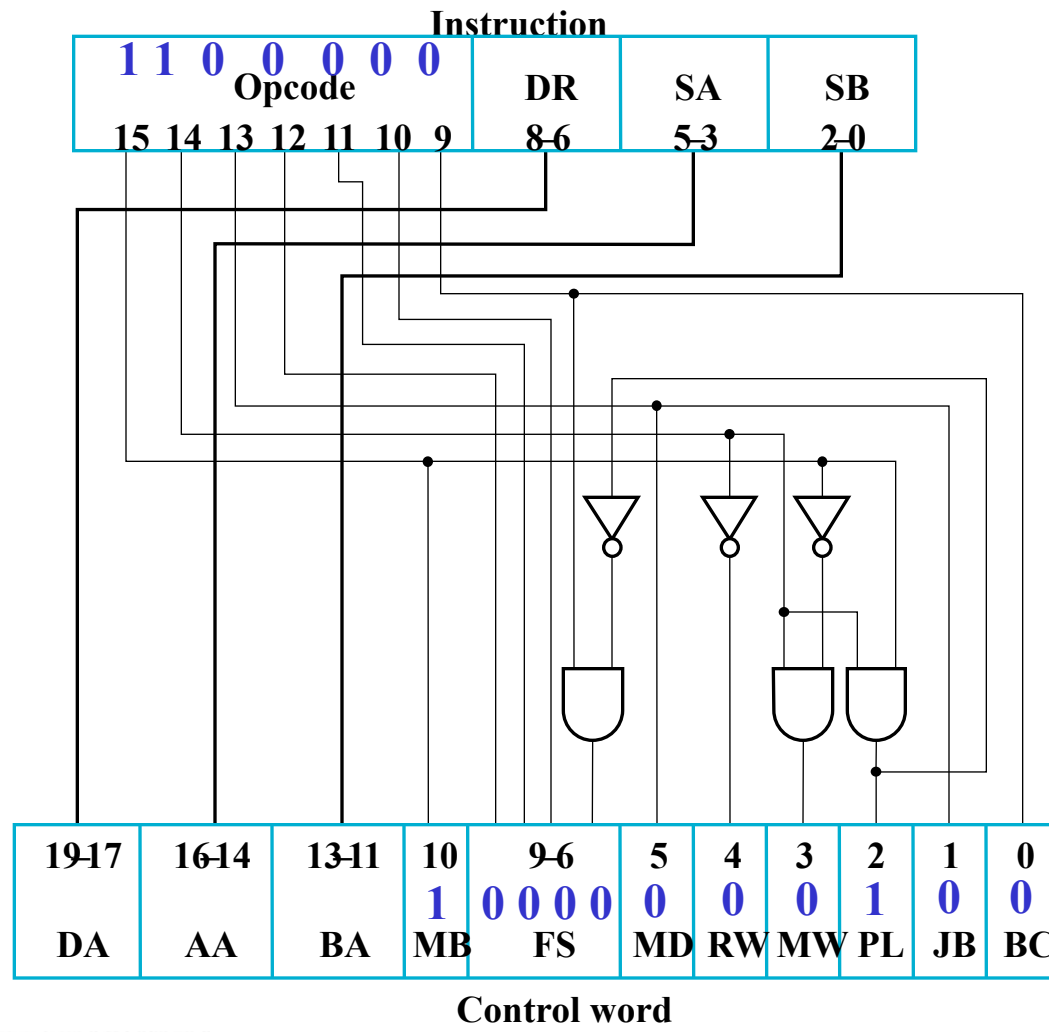 Instruction
1 1 0 0 0 0 0
Opcode DR SA SB
15 14 13 12 11 10 9 8-6 5-3 2-0
19-17 16-14 13-11 10 9-6 5 4 3 2 1 0
1 0 0 0 0 0 0 0 1 0 0
DA AA BA MB FS MD RW MW PL JB BC
Control word